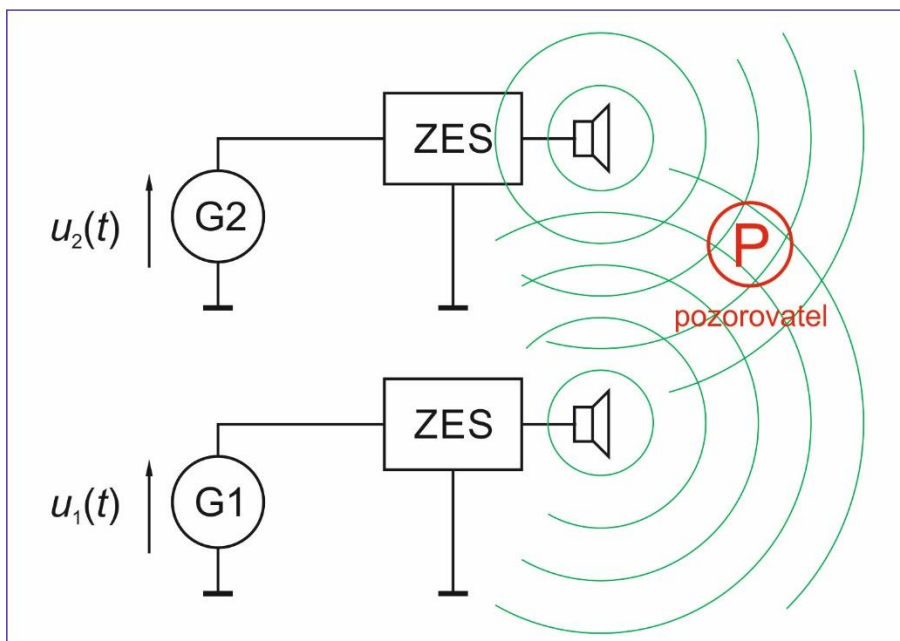 ZES
G2
u₂(t)
P
pozorovatel
ZES
G1
u₁(t)